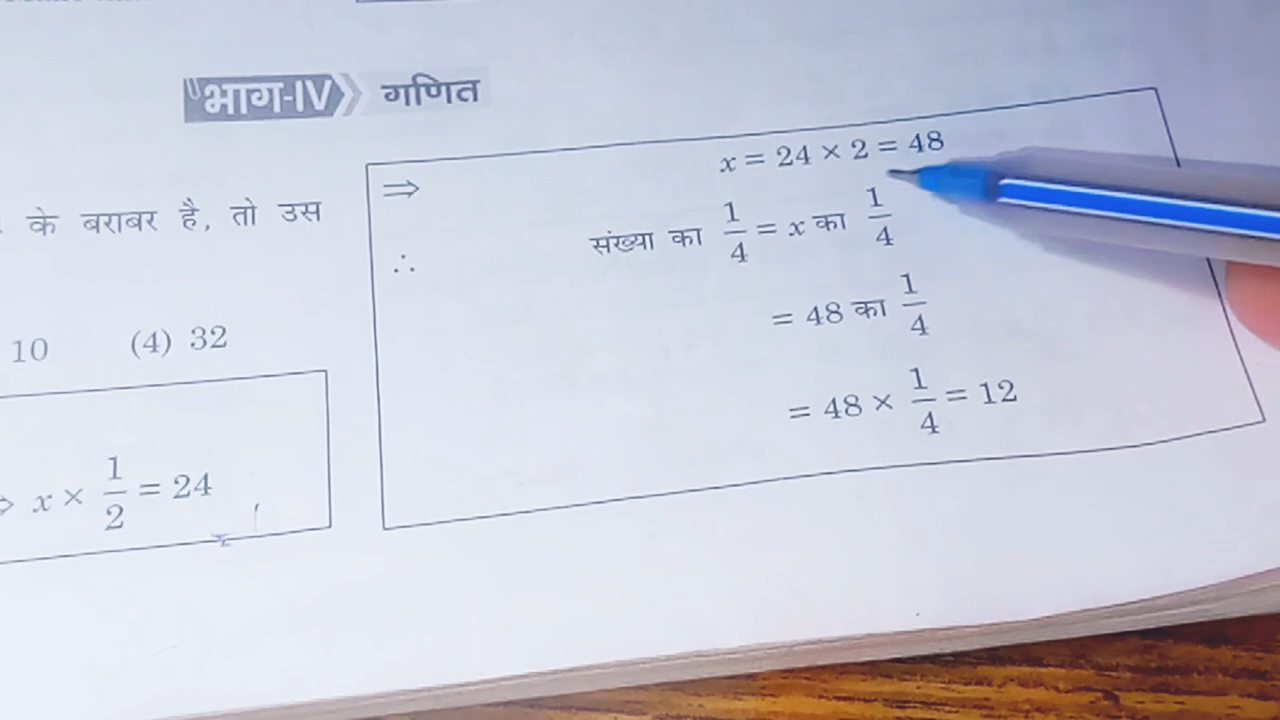 भाग-IV गणित
के बराबर है, तो उस
10 (4) 32
x × 1/2 = 24
⇒ x = 24 × 2 = 48
∴ संख्या का 1/4 = x का 1/4
= 48 का 1/4
= 48 × 1/4 = 12